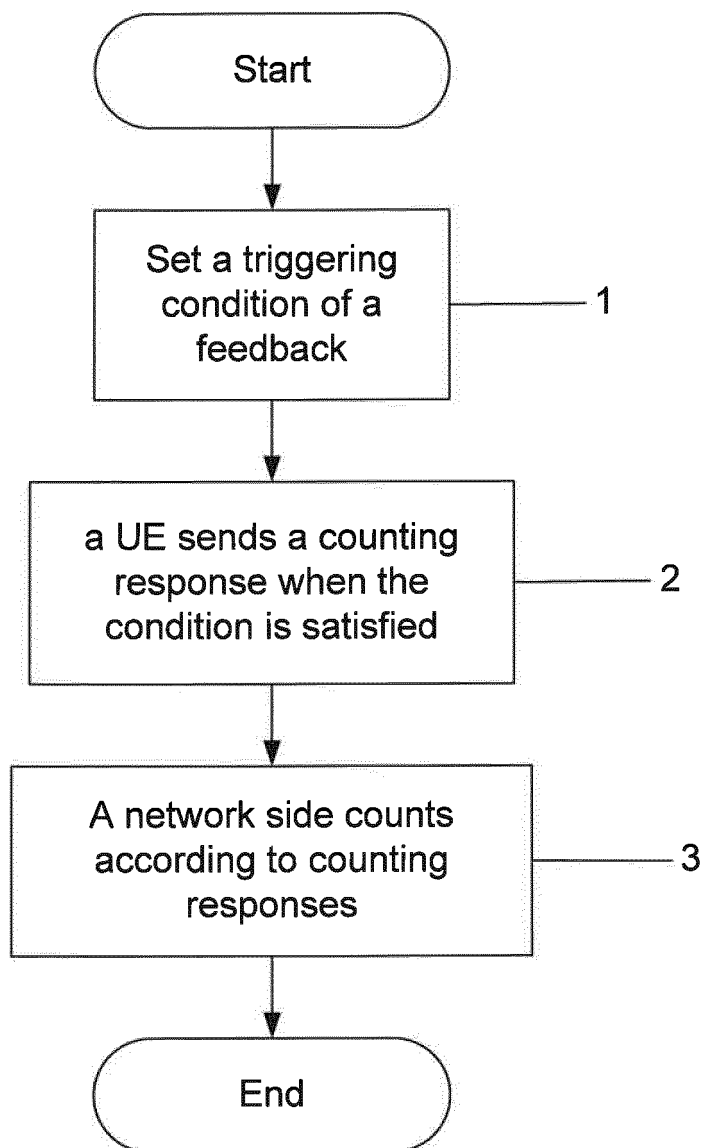 Start
Set a triggering
condition of a
feedback
1
a UE sends a counting
response when the
condition is satisfied
2
A network side counts
according to counting
responses
3
End